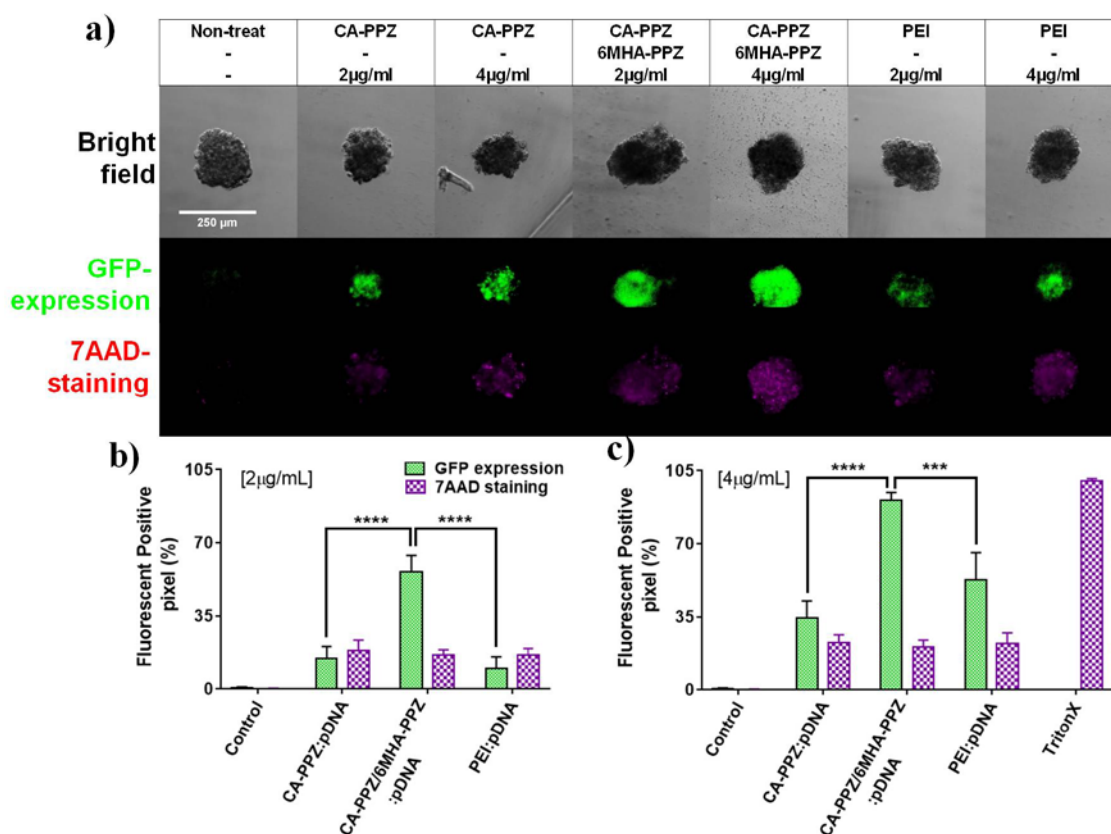 a)
Non-treat
-
-
CA-PPZ
-
2µg/ml
CA-PPZ
-
4µg/ml
CA-PPZ
6MHA-PPZ
2µg/ml
CA-PPZ
6MHA-PPZ
4µg/ml
PEI
-
2µg/ml
PEI
-
4µg/ml
Bright
field
250 µm
GFP-
expression
7AAD-
staining
b)
[2µg/mL]
GFP expression
7AAD staining
****
****
Fluorescent Positive
pixel (%)
105
70
35
0
Control
CA-PPZ:pDNA
CA-PPZ/6MHA-PPZ
:pDNA
PEI:pDNA
c)
[4µg/mL]
****
***
Fluorescent Positive
pixel (%)
105
70
35
0
Control
CA-PPZ:pDNA
CA-PPZ/6MHA-PPZ
:pDNA
PEI:pDNA
TritonX